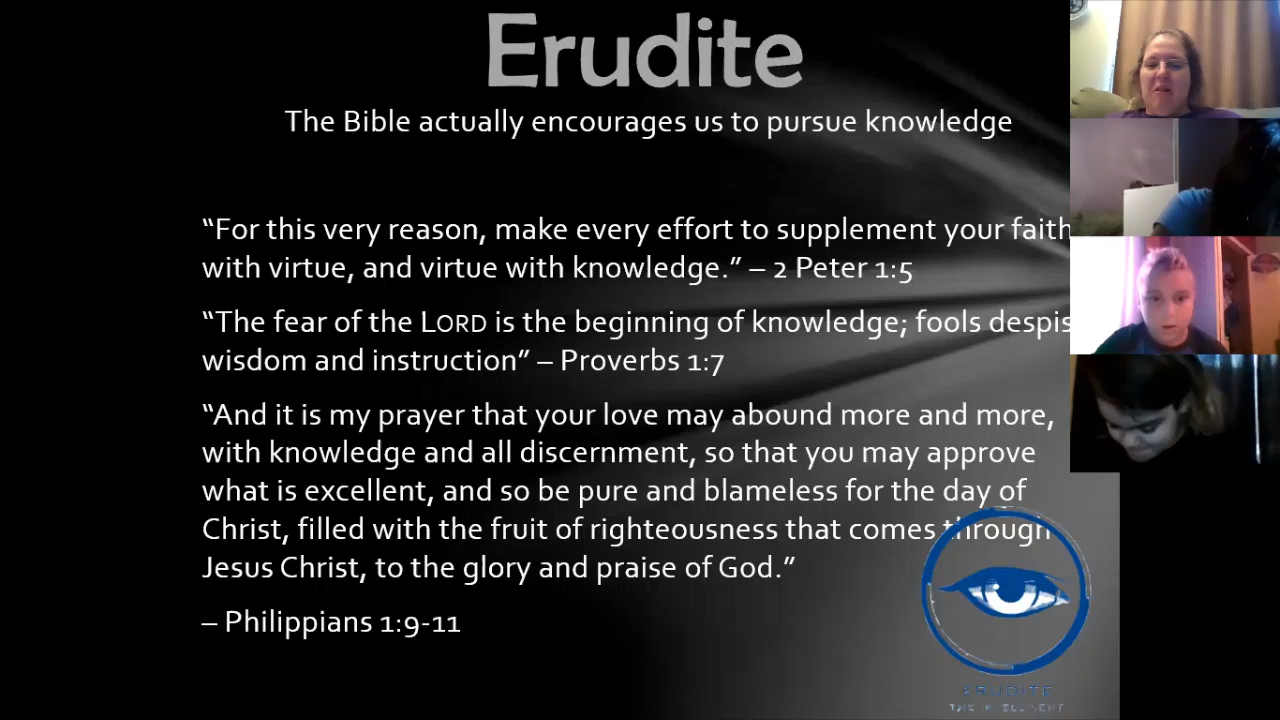 Erudite
The Bible actually encourages us to pursue knowledge
“For this very reason, make every effort to supplement your faith
with virtue, and virtue with knowledge.” – 2 Peter 1:5
“The fear of the LORD is the beginning of knowledge; fools despis
wisdom and instruction” – Proverbs 1:7
“And it is my prayer that your love may abound more and more,
with knowledge and all discernment, so that you may approve
what is excellent, and so be pure and blameless for the day of
Christ, filled with the fruit of righteousness that comes through
Jesus Christ, to the glory and praise of God.”
– Philippians 1:9-11
ERUDITE
THE INTELLIGENT